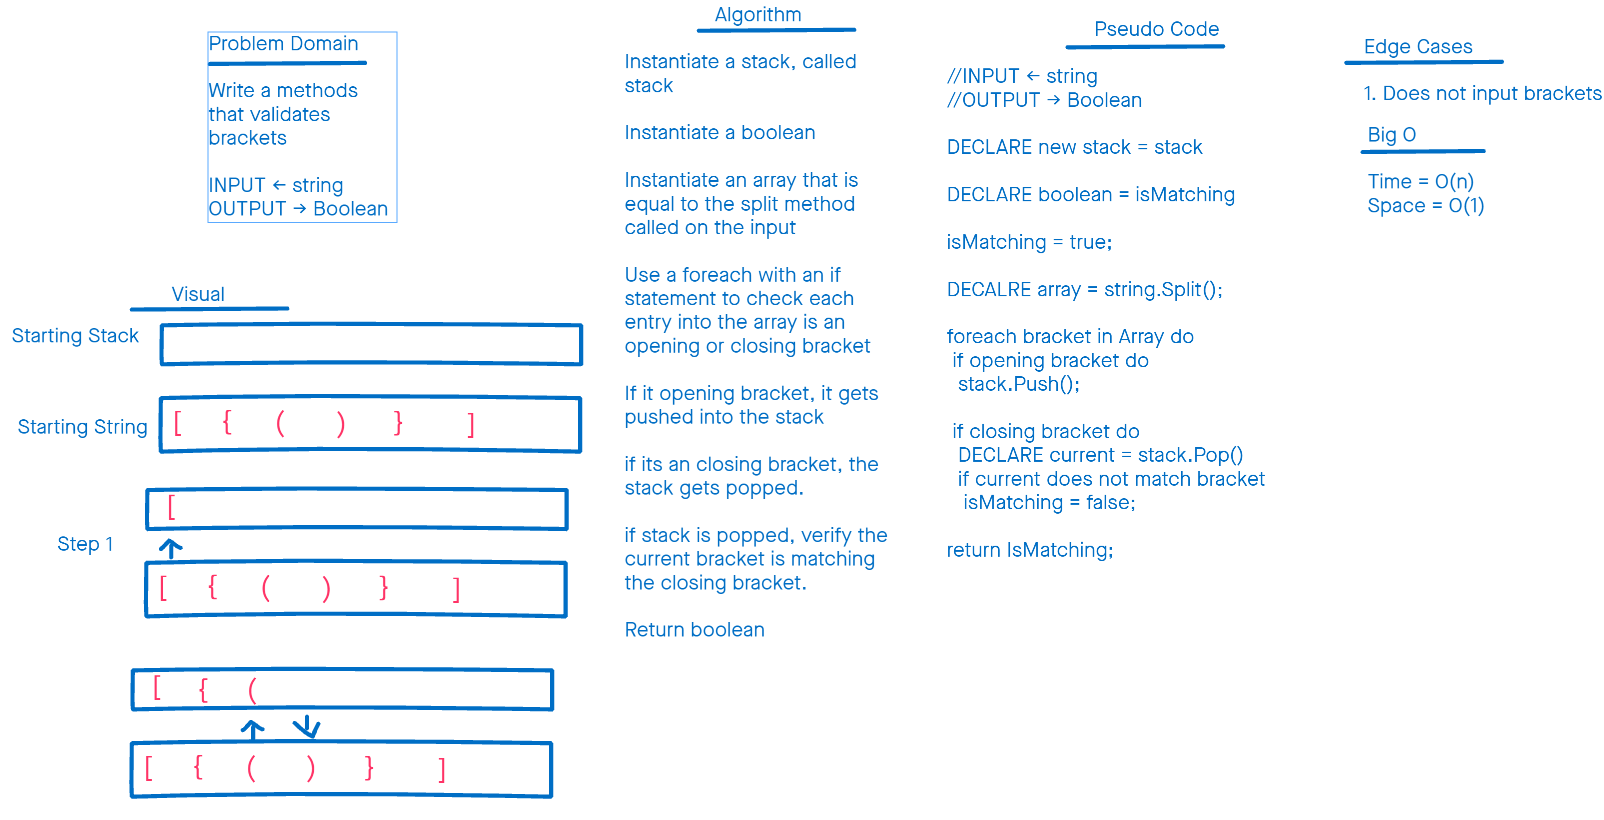 Problem Domain
Write a methods
that validates
brackets
INPUT ← string
OUTPUT → Boolean
Visual
Starting Stack
Starting String
[ { ( ) } ]
[
Step 1
[ { ( ) } ]
[ { (
[ { ( ) } ]
Algorithm
Instantiate a stack, called
stack
Instantiate a boolean
Instantiate an array that is
equal to the split method
called on the input
Use a foreach with an if
statement to check each
entry into the array is an
opening or closing bracket
If it opening bracket, it gets
pushed into the stack
if its an closing bracket, the
stack gets popped.
if stack is popped, verify the
current bracket is matching
the closing bracket.
Return boolean
Pseudo Code
//INPUT ← string
//OUTPUT → Boolean
DECLARE new stack = stack
DECLARE boolean = isMatching
isMatching = true;
DECALRE array = string.Split();
foreach bracket in Array do
if opening bracket do
stack.Push();
if closing bracket do
DECLARE current = stack.Pop()
if current does not match bracket
isMatching = false;
return IsMatching;
Edge Cases
1. Does not input brackets
Big O
Time = O(n)
Space = O(1)